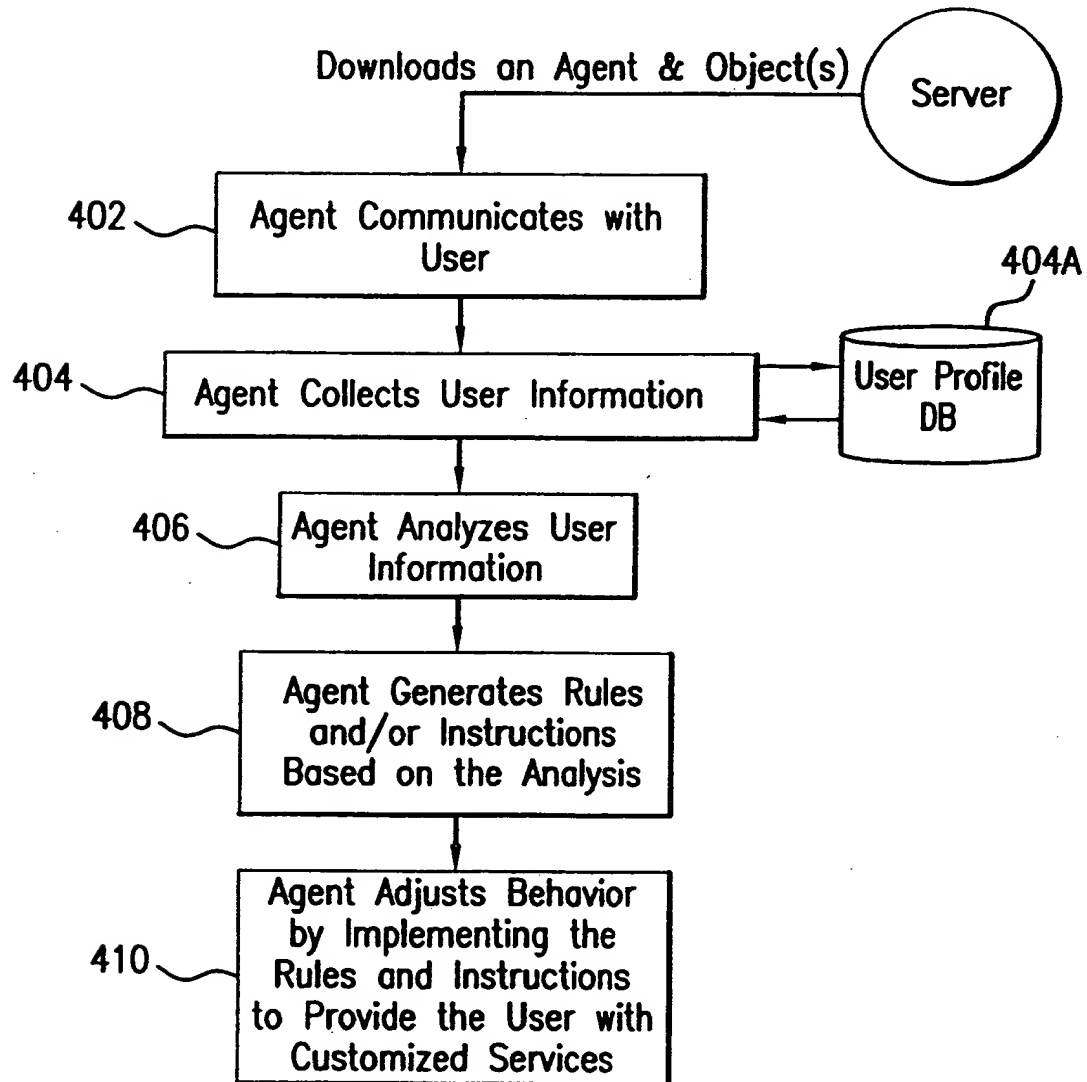 Downloads an Agent & Object(s)
Server
402
Agent Communicates with
User
404A
404
Agent Collects User Information
User Profile
DB
406
Agent Analyzes User
Information
408
Agent Generates Rules
and/or Instructions
Based on the Analysis
410
Agent Adjusts Behavior
by Implementing the
Rules and Instructions
to Provide the User with
Customized Services